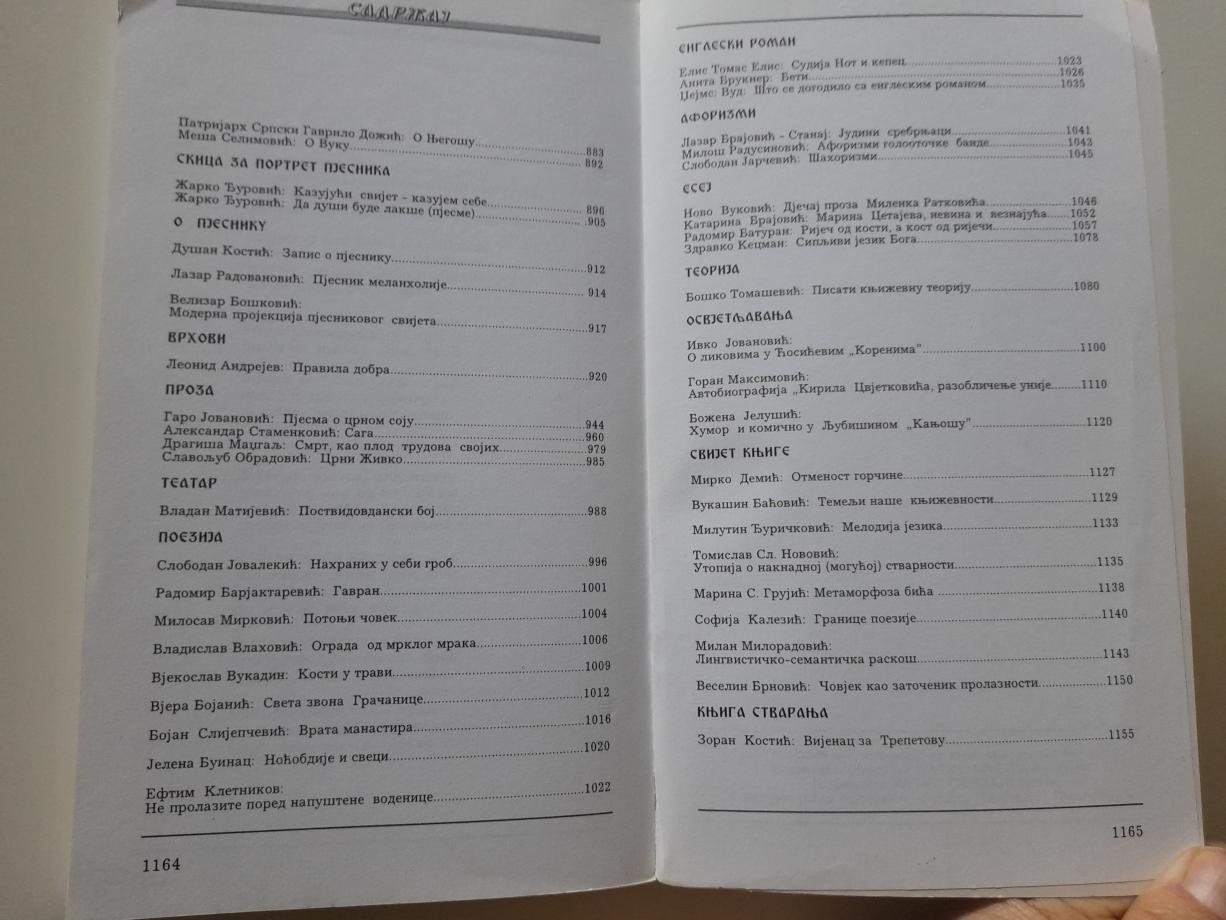 САДРЖАЈ
Патријарх Српски Гаврило Дожић: О Његошу........883
Меша Селимовић: О Вуку........892
СКИЦА ЗА ПОРТРЕТ ПЈЕСНИКА
Жарко Ђуровић: Казујући свијет - казујем себе........896
Жарко Ђуровић: Да души буде лакше (пјесме)........905
О ПЈЕСНИКУ
Душан Костић: Запис о пјеснику........912
Лазар Радовановић: Пјесник меланхолије........914
Велизар Бошковић:
Модерна пројекција пјесниковог свијета........917
ВРХОВИ
Леонид Андрејев: Правила добра........920
ПРОЗА
Гаро Јовановић: Пјесма о црном соју........944
Александар Стаменковић: Сага........960
Драгиша Маџгаљ: Смрт, као плод трудова својих........979
Славољуб Обрадовић: Црни Живко........985
ТЕАТАР
Владан Матијевић: Поствидовдански бој........988
ПОЕЗИЈА
Слободан Јовалекић: Нахраних у себи гроб........996
Радомир Барјактаревић: Гавран........1001
Милосав Мирковић: Потоњи човек........1004
Владислав Влаховић: Ограда од мрклог мрака........1006
Вјекослав Вукадин: Кости у трави........1009
Вјера Бојанић: Света звона Грачанице........1012
Бојан Слијепчевић: Врата манастира........1016
Јелена Буинац: Ноћобдије и свеци........1020
Ефтим Клетников:
Не пролазите поред напуштене воденице........1022
1164
ЕНГЛЕСКИ РОМАН
Елис Томас Елис: Судија Нот и кепец........1023
Анита Брукнер: Бети........1026
Џејмс Вуд: Што се догодило са енглеским романом........1035
АФОРИЗМИ
Лазар Брајовић - Станај: Јудини сребрњаци........1041
Милош Радусиновић: Афоризми голооточке банде........1043
Слободан Јарчевић: Шахоризми........1045
ЕСЕЈ
Ново Вуковић: Дјечај проза Миленка Ратковића........1046
Катарина Брајовић: Марина Цетајева, невина и везнајућа........1052
Радомир Батуран: Ријеч од кости, а кост од ријечи........1057
Здравко Кецман: Сипљиви језик Бога........1078
ТЕОРИЈА
Бошко Томашевић: Писати књижевну теорију........1080
ОСВЈЕТЉАВАЊА
Ивко Јовановић:
О ликовима у Ћосићевим „Коренима”........1100
Горан Максимовић:
Автобиографија „Кирила Цвјетковића, разобличење уније........1110
Божена Јелушић:
Хумор и комично у Љубишином „Кањошу”........1120
СВИЈЕТ КЊИГЕ
Мирко Демић: Отменост горчине........1127
Вукашин Баћовић: Темељи наше књижевности........1129
Милутин Ђуричковић: Мелодија језика........1133
Томислав Сл. Нововић:
Утопија о накнадној (могућој) стварности........1135
Марина С. Грујић: Метаморфоза бића ........1138
Софија Калезић: Границе поезије........1140
Милан Милорадовић:
Лингвистичко-семантичка раскош........1143
Веселин Брновић: Човјек као заточеник пролазности........1150
КЊИГА СТВАРАЊА
Зоран Костић: Вијенац за Трепетову........1155
1165